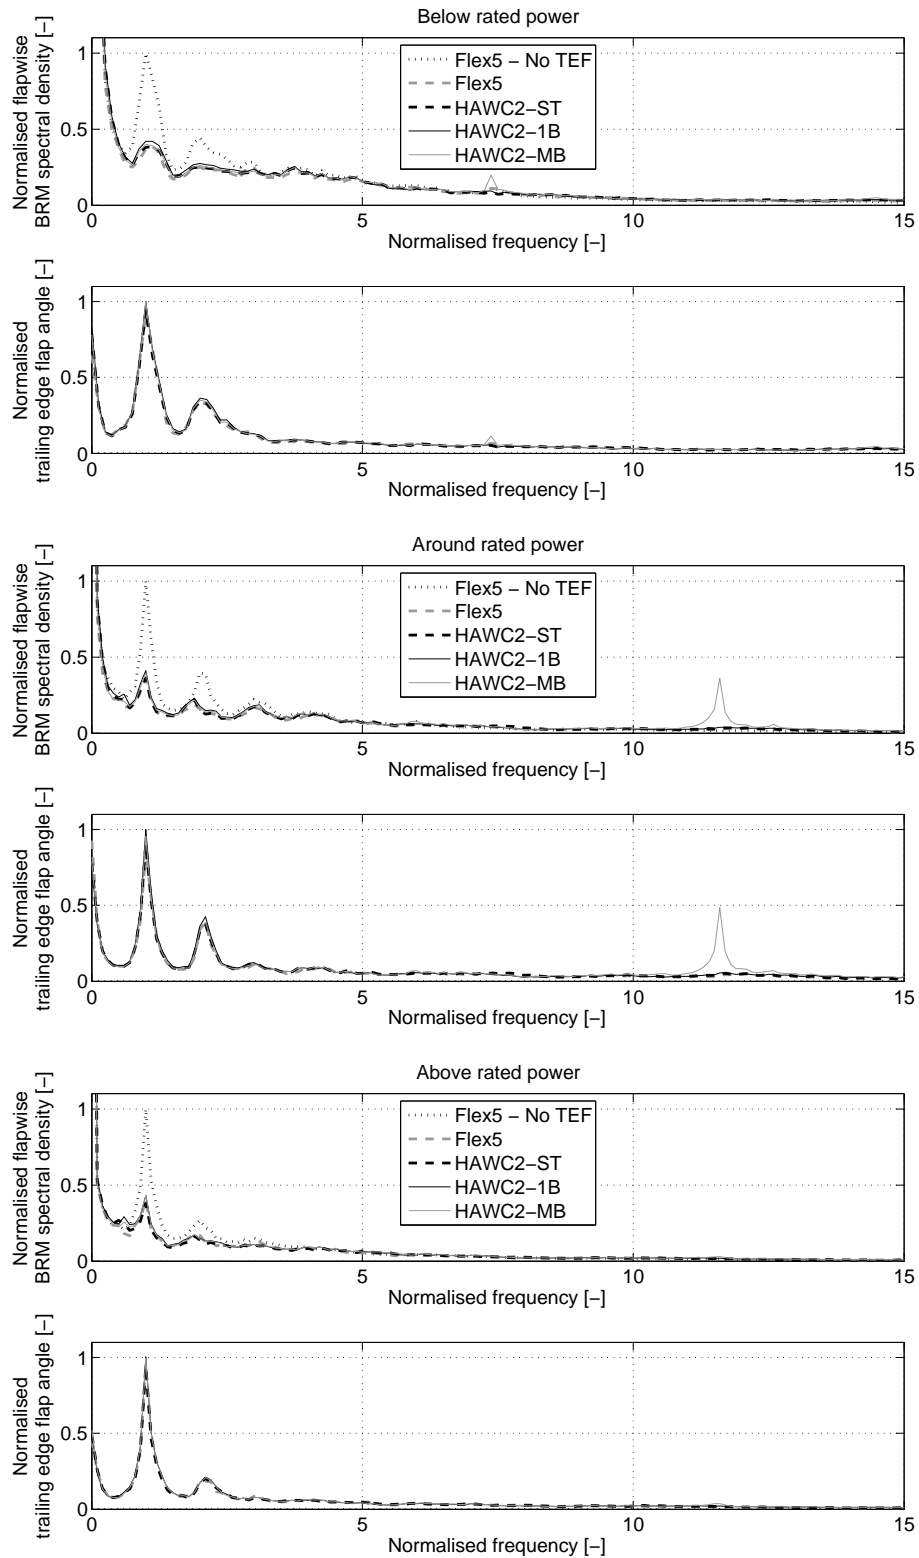 Below rated power
Normalised flapwise
BRM spectral density [−]
1
0.5
0
Flex5 − No TEF
Flex5
HAWC2−ST
HAWC2−1B
HAWC2−MB
0 5 10 15
Normalised frequency [−]
Normalised
trailing edge flap angle [−]
1
0.5
0
0 5 10 15
Normalised frequency [−]
Around rated power
Normalised flapwise
BRM spectral density [−]
1
0.5
0
Flex5 − No TEF
Flex5
HAWC2−ST
HAWC2−1B
HAWC2−MB
0 5 10 15
Normalised frequency [−]
Normalised
trailing edge flap angle [−]
1
0.5
0
0 5 10 15
Normalised frequency [−]
Above rated power
Normalised flapwise
BRM spectral density [−]
1
0.5
0
Flex5 − No TEF
Flex5
HAWC2−ST
HAWC2−1B
HAWC2−MB
0 5 10 15
Normalised frequency [−]
Normalised
trailing edge flap angle [−]
1
0.5
0
0 5 10 15
Normalised frequency [−]